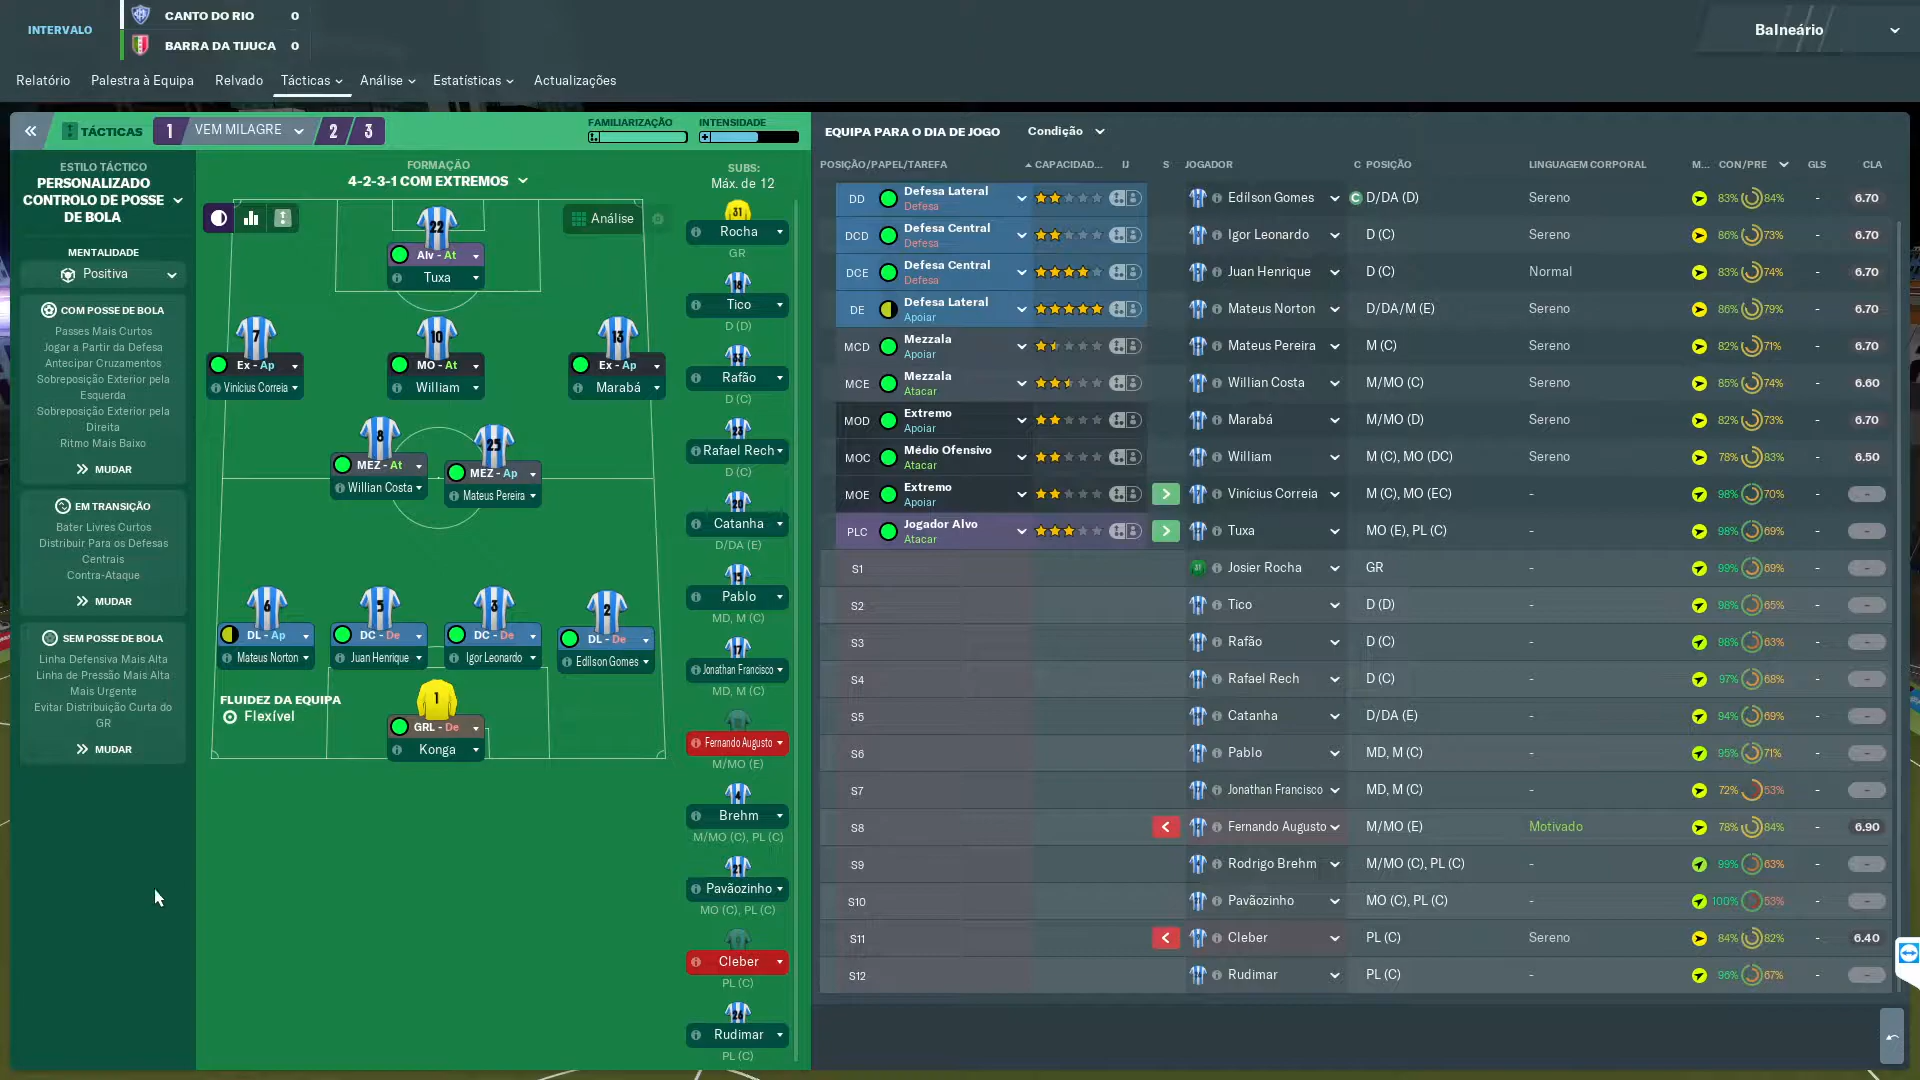 INTERVALO
CANTO DO RIO 0
BARRA DA TIJUCA 0
Balneário
Relatório Palestra à Equipa Relvado Tácticas Análise Estatísticas Actualizações
TÁCTICAS 1 VEM MILAGRE 2 3
FAMILIARIZAÇÃO INTENSIDADE
ESTILO TÁCTICO
PERSONALIZADO
CONTROLO DE POSSE
DE BOLA
MENTALIDADE
Positiva
COM POSSE DE BOLA
Passes Mais Curtos
Jogar a Partir da Defesa
Antecipar Cruzamentos
Sobreposição Exterior pela
Esquerda
Sobreposição Exterior pela
Direita
Ritmo Mais Baixo
MUDAR
EM TRANSIÇÃO
Bater Livres Curtos
Distribuir Para os Defesas
Centrais
Contra-Ataque
MUDAR
SEM POSSE DE BOLA
Linha Defensiva Mais Alta
Linha de Pressão Mais Alta
Mais Urgente
Evitar Distribuição Curta do
GR
MUDAR
FORMAÇÃO
4-2-3-1 COM EXTREMOS
Análise
22
Alv - At
Tuxa
7
Ex - Ap
Vinícius Correia
10
MO - At
William
13
Ex - Ap
Marabá
8
MEZ - At
Willian Costa
25
MEZ - Ap
Mateus Pereira
6
DL - Ap
Mateus Norton
5
DC - De
Juan Henrique
3
DC - De
Igor Leonardo
2
DL - De
Edílson Gomes
FLUIDEZ DA EQUIPA
Flexível
1
GRL - De
Konga
SUBS:
Máx. de 12
31
Rocha
GR
Tico
D (D)
Rafão
D (C)
Rafael Rech
D (C)
Catanha
D/DA (E)
Pablo
MD, M (C)
Jonathan Francisco
MD, M (C)
Fernando Augusto
M/MO (E)
4
Brehm
M/MO (C), PL (C)
21
Pavãozinho
MO (C), PL (C)
Cleber
PL (C)
26
Rudimar
PL (C)
EQUIPA PARA O DIA DE JOGO Condição
POSIÇÃO/PAPEL/TAREFA CAPACIDAD... IJ S JOGADOR C POSIÇÃO LINGUAGEM CORPORAL M... CON/PRE GLS CLA
DD Defesa Lateral Defesa Edílson Gomes C D/DA (D) Sereno 83% 84% - 6.70
DCD Defesa Central Defesa Igor Leonardo D (C) Sereno 86% 73% - 6.70
DCE Defesa Central Defesa Juan Henrique D (C) Normal 83% 74% - 6.70
DE Defesa Lateral Apoiar Mateus Norton D/DA/M (E) Sereno 86% 79% - 6.70
MCD Mezzala Apoiar Mateus Pereira M (C) Sereno 82% 71% - 6.70
MCE Mezzala Atacar Willian Costa M/MO (C) Sereno 85% 74% - 6.60
MOD Extremo Apoiar Marabá M/MO (D) Sereno 82% 73% - 6.70
MOC Médio Ofensivo Atacar William M (C), MO (DC) Sereno 78% 83% - 6.50
MOE Extremo Apoiar Vinícius Correia M (C), MO (EC) - 98% 70% - -
PLC Jogador Alvo Atacar Tuxa MO (E), PL (C) - 98% 69% - -
S1 31 Josier Rocha GR - 99% 69% - -
S2 Tico D (D) - 98% 65% - -
S3 Rafão D (C) - 98% 63% - -
S4 Rafael Rech D (C) - 97% 68% - -
S5 Catanha D/DA (E) - 94% 69% - -
S6 Pablo MD, M (C) - 95% 71% - -
S7 Jonathan Francisco MD, M (C) - 72% 53% - -
S8 Fernando Augusto M/MO (E) Motivado 78% 84% - 6.90
S9 Rodrigo Brehm M/MO (C), PL (C) - 99% 63% - -
S10 Pavãozinho MO (C), PL (C) - 100% 53% - -
S11 Cleber PL (C) Sereno 84% 82% - 6.40
S12 Rudimar PL (C) - 96% 67% - -